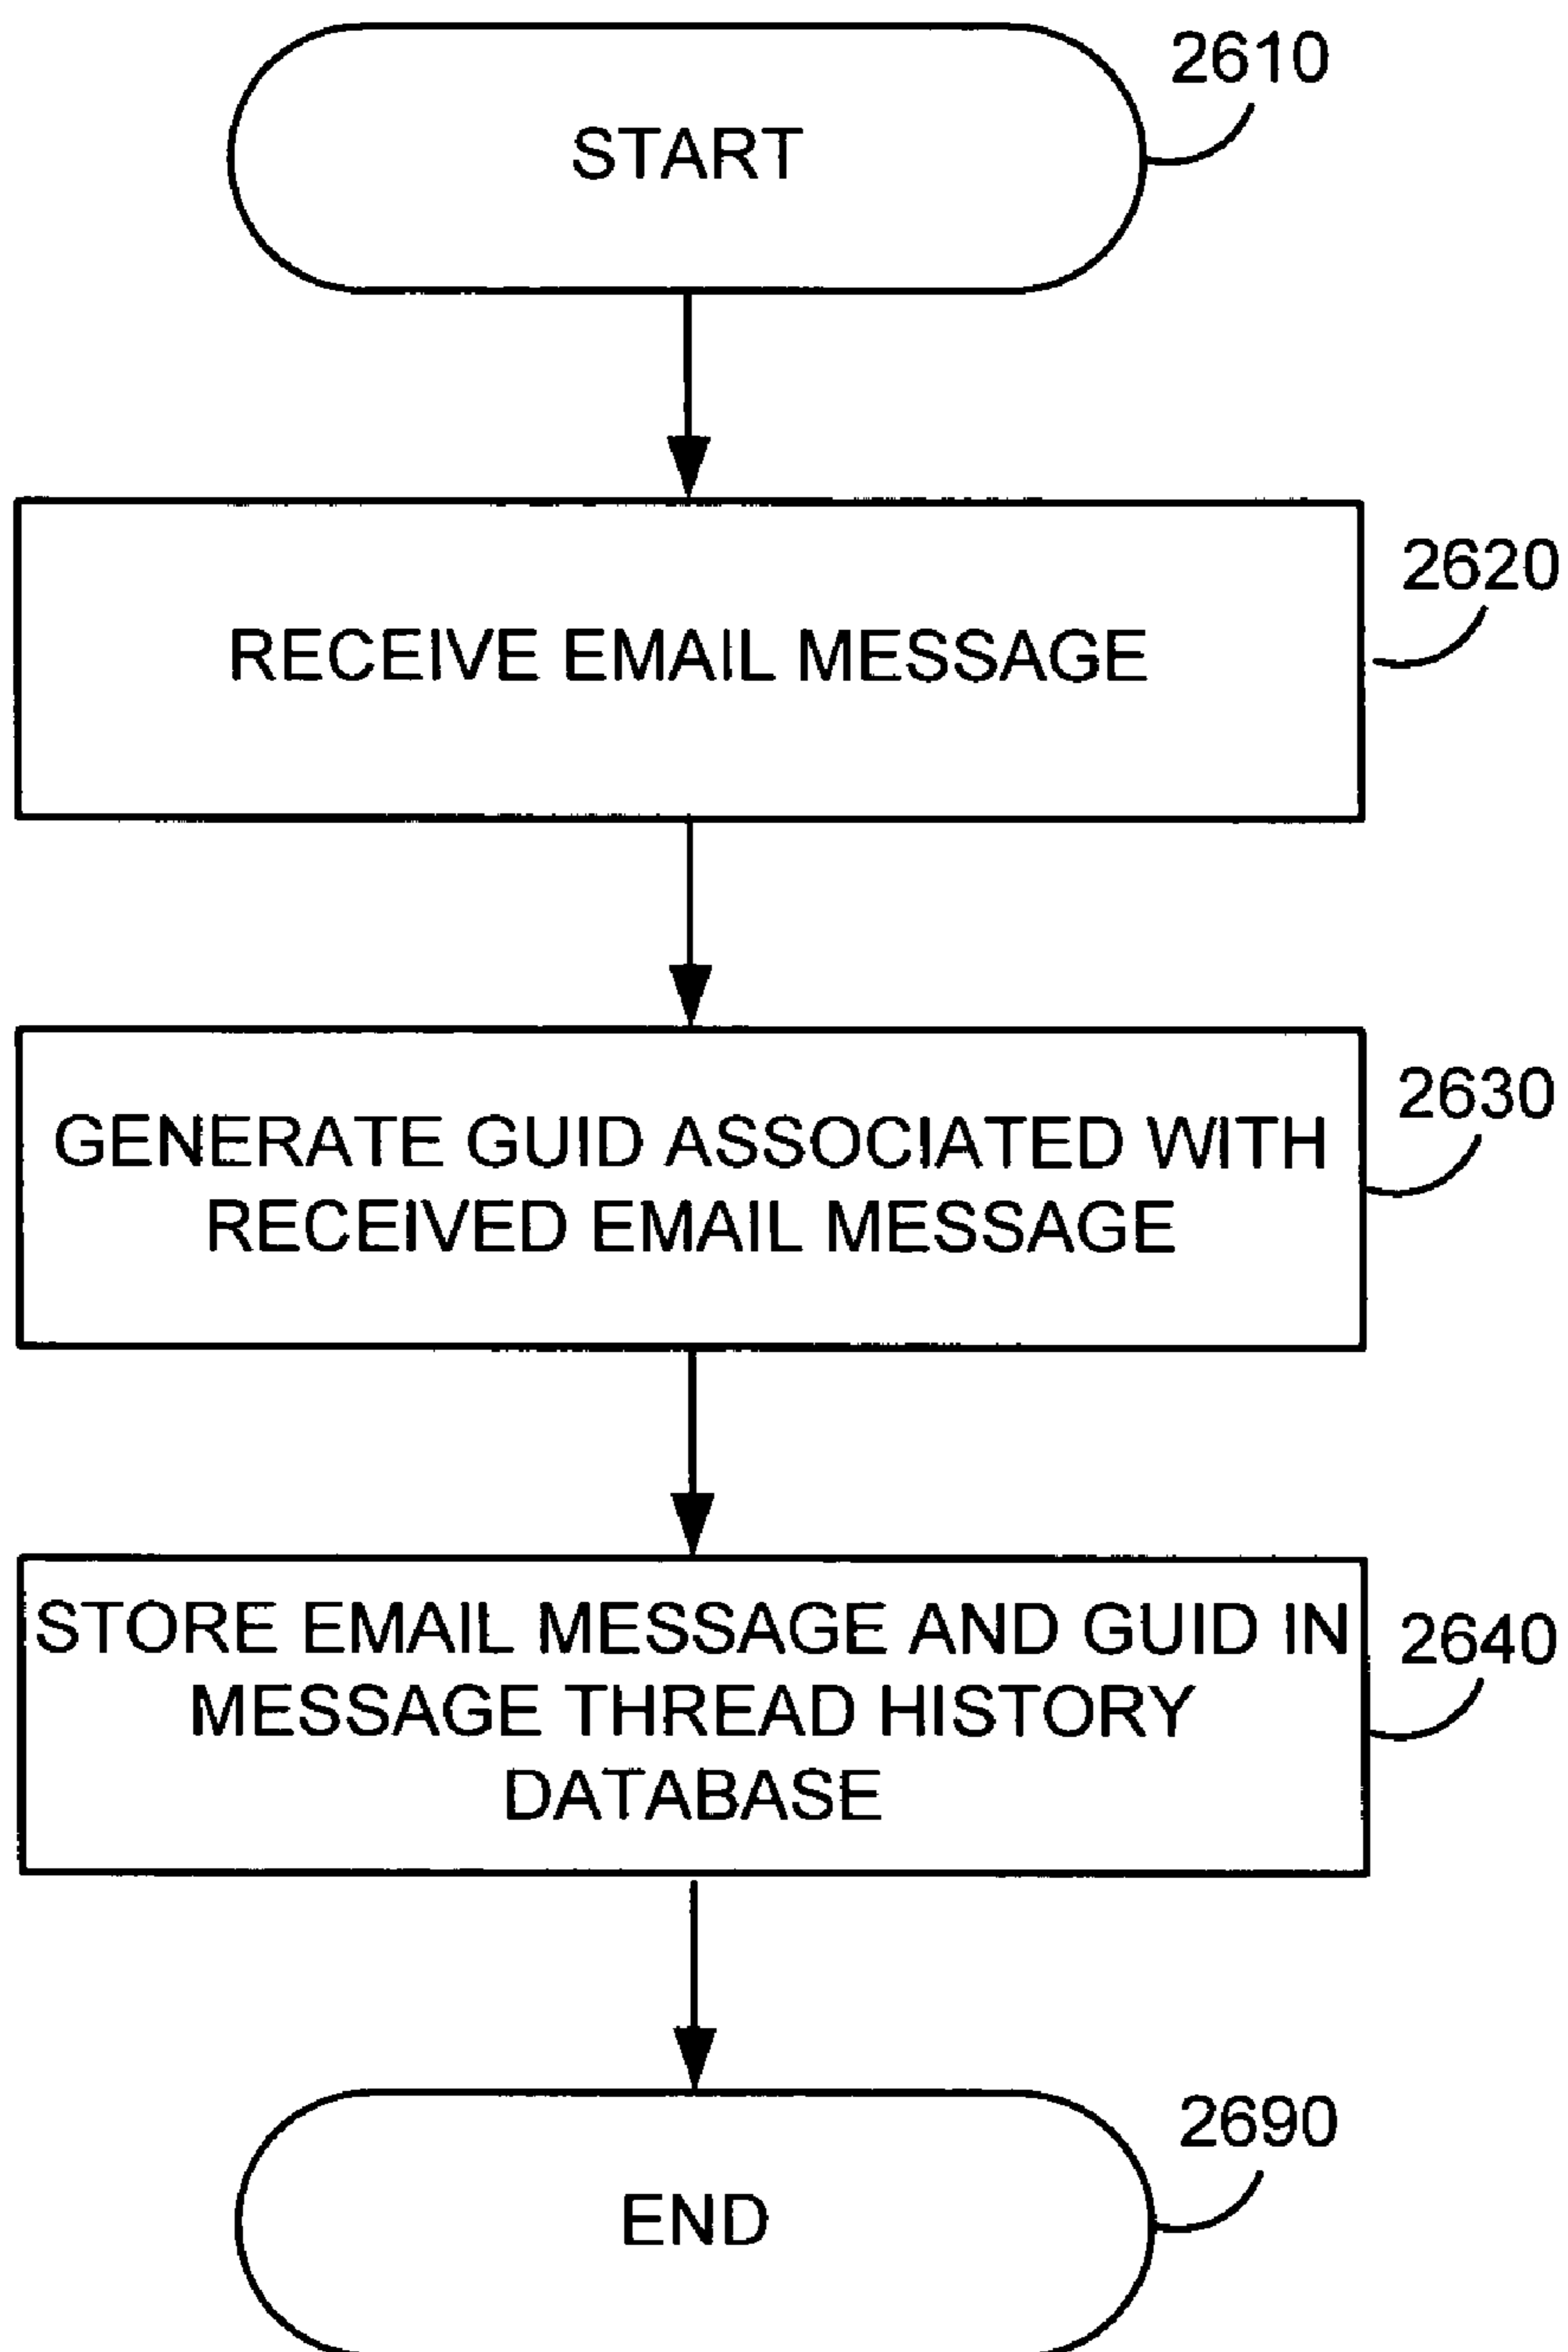 2610
START
2620
RECEIVE EMAIL MESSAGE
2630
GENERATE GUID ASSOCIATED WITH
RECEIVED EMAIL MESSAGE
2640
STORE EMAIL MESSAGE AND GUID IN
MESSAGE THREAD HISTORY
DATABASE
2690
END